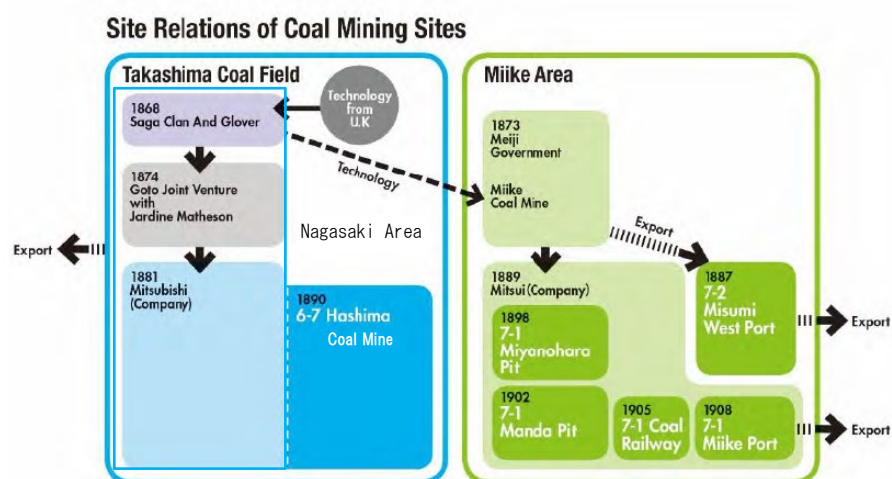 Site Relations of Coal Mining Sites
Takashima Coal Field
Technology
from
U.K
1868
Saga Clan And Glover
Technology
1874
Goto Joint Venture
with
Jardine Matheson
Nagasaki Area
Export
1881
Mitsubishi
(Company)
1890
6-7 Hashima
Coal Mine
Miike Area
1873
Meiji
Government
Miike
Coal Mine
Export
1889
Mitsui(Company)
1887
7-2
Misumi
West Port
Export
1898
7-1
Miyanohara
Pit
1902
7-1
Manda Pit
1905
7-1 Coal
Railway
1908
7-1
Miike Port
Export